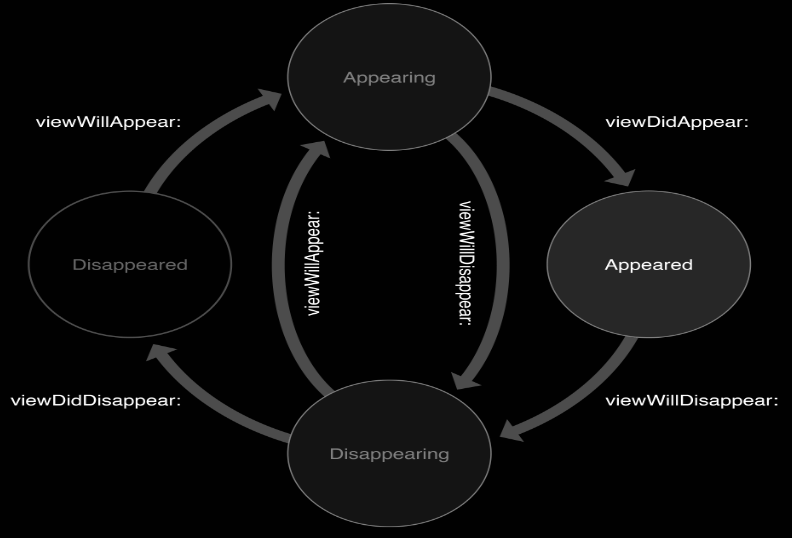 Appearing
viewWillAppear:
viewDidAppear:
viewWillAppear:
viewWillDisappear:
Disappeared
Appeared
viewDidDisappear:
viewWillDisappear:
Disappearing